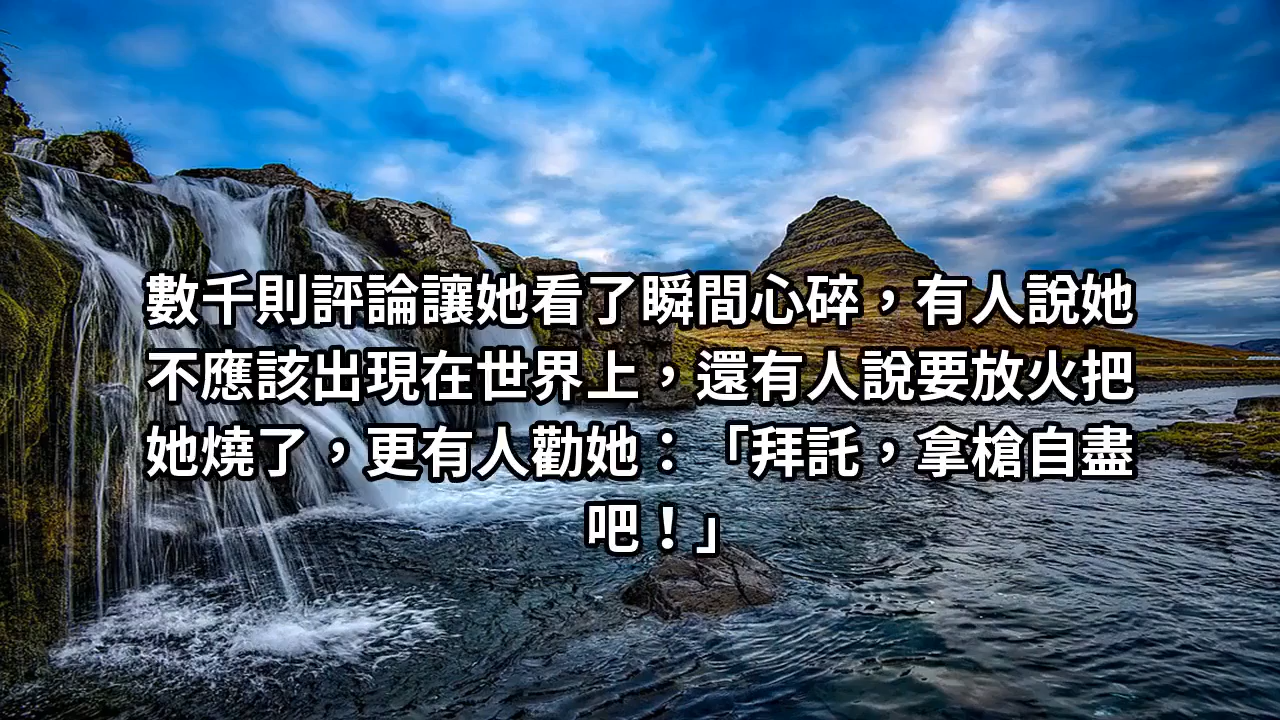 數千則評論讓她看了瞬間心碎，有人說她
不應該出現在世界上，還有人說要放火把
她燒了，更有人勸她：「拜託，拿槍自盡
吧！」